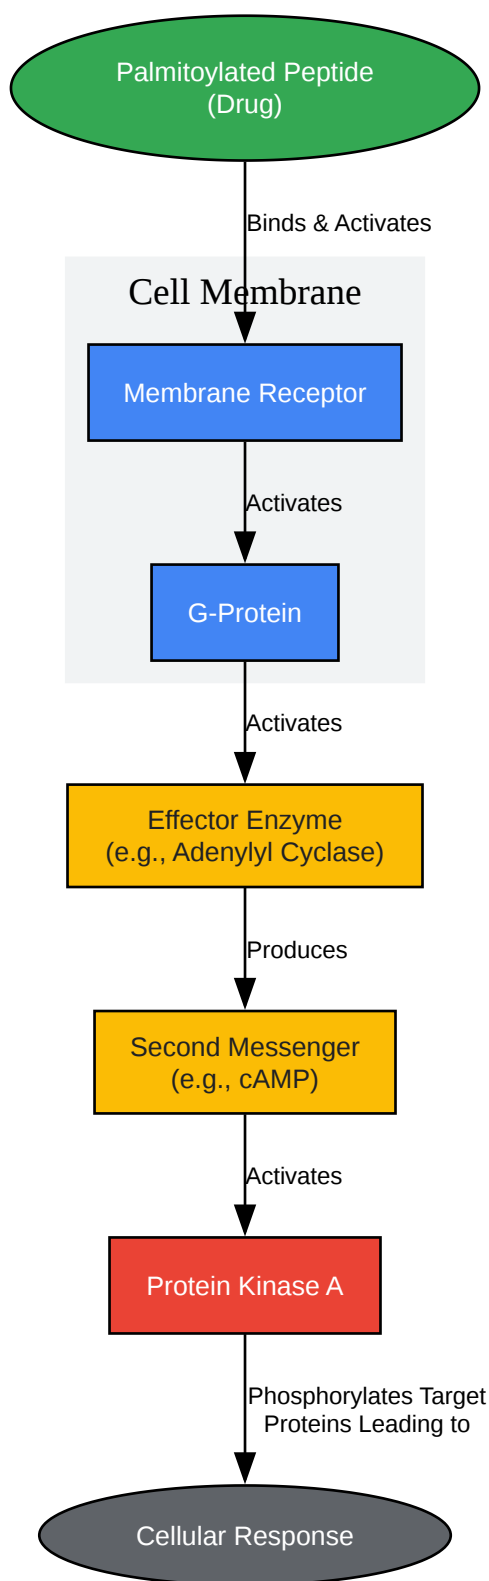 Palmitoylated Peptide
(Drug)
Binds & Activates
Cell Membrane
Membrane Receptor
Activates
G-Protein
Activates
Effector Enzyme
(e.g., Adenylyl Cyclase)
Produces
Second Messenger
(e.g., cAMP)
Activates
Protein Kinase A
Phosphorylates Target
Proteins Leading to
Cellular Response